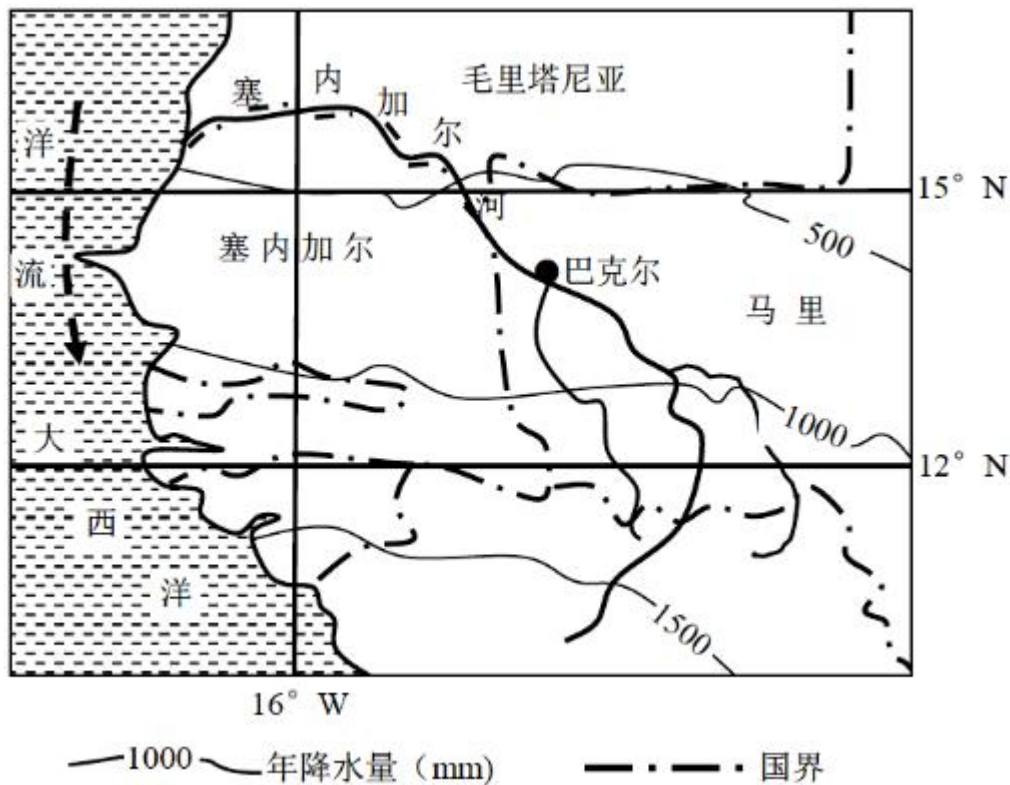 塞内加尔河
毛里塔尼亚
洋流
15° N
500
塞内加尔
巴克尔
马里
1000
12° N
大西洋
1500
16° W
1000 年降水量（mm)
国界